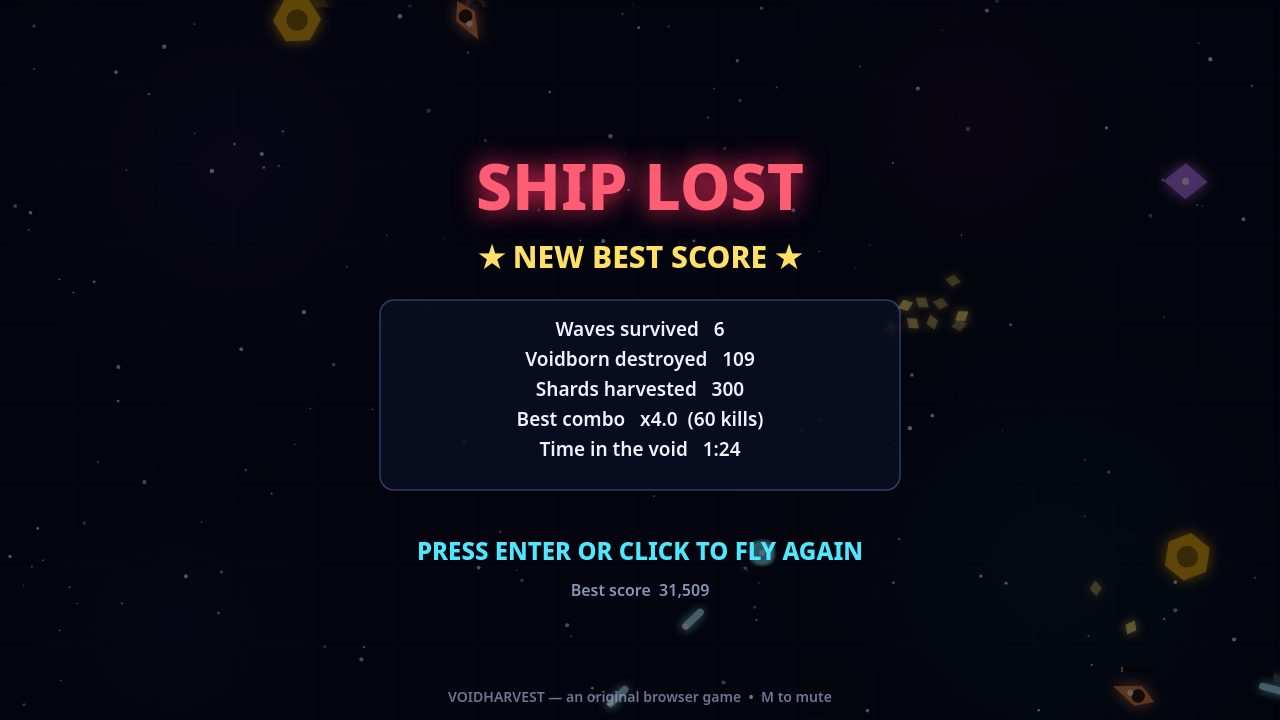 SHIP LOST
★ NEW BEST SCORE ★
Waves survived 6
Voidborn destroyed 109
Shards harvested 300
Best combo x4.0 (60 kills)
Time in the void 1:24
PRESS ENTER OR CLICK TO FLY AGAIN
Best score 31,509
VOIDHARVEST — an original browser game • M to mute